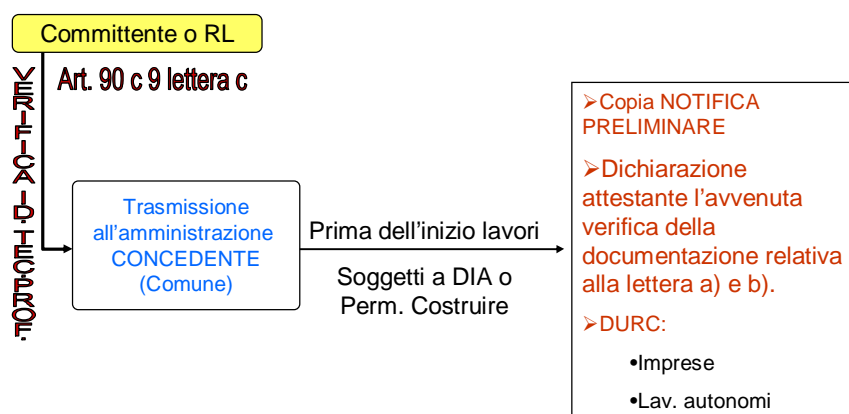 Committente o RL
Art. 90 c 9 lettera c
VERIFICA ID.TEC.PROF.
Trasmissione
all’amministrazione
CONCEDENTE
(Comune)
Prima dell’inizio lavori
Soggetti a DIA o
Perm. Costruire
➢Copia NOTIFICA
PRELIMINARE
➢Dichiarazione
attestante l’avvenuta
verifica della
documentazione relativa
alla lettera a) e b).
➢DURC:
•Imprese
•Lav. autonomi